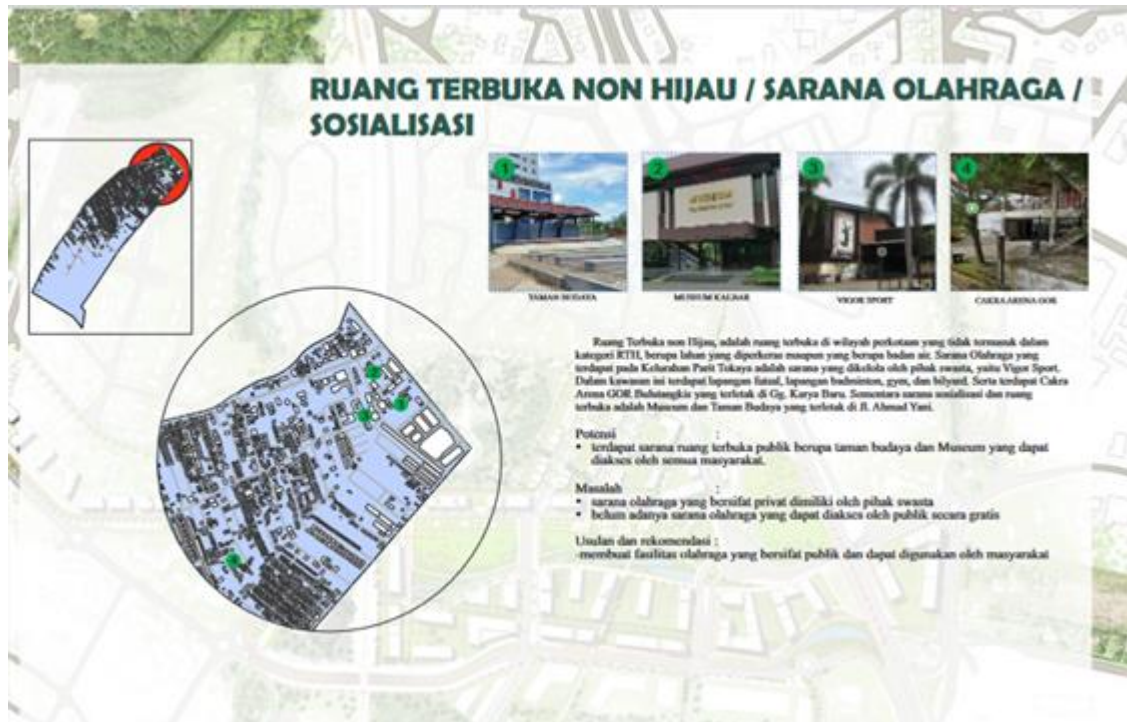 RUANG TERBUKA NON HIJAU / SARANA OLAHRAGA /
SOSIALISASI
1
2
3
4
TAMAN BUDAYA
MUSEUM KALBAR
VIGOR SPORT
CAKRA ARENA GOR
Ruang Terbuka non Hijau, adalah ruang terbuka di wilayah perkotaan yang tidak termasuk dalam
kategori RTH, berupa lahan yang diperkeras maupun yang berupa badan air. Sarana Olahraga yang
terdapat pada Kelurahan Parit Tokaya adalah sarana yang dikelola oleh pihak swasta, yaitu Vigor Sport.
Dalam kawasan ini terdapat lapangan futsal, lapangan badminton, gym, dan bilyard. Serta terdapat Cakra
Arena GOR Bulutangkis yang terletak di Gg. Karya Baru. Sementara sarana sosialisasi dan ruang
terbuka adalah Museum dan Taman Budaya yang terletak di Jl. Ahmad Yani.
Potensi :
• terdapat sarana ruang terbuka publik berupa taman budaya dan Museum yang dapat
diakses oleh semua masyarakat.
Masalah :
• sarana olahraga yang bersifat privat dimiliki oleh pihak swasta
• belum adanya sarana olahraga yang dapat diakses oleh publik secara gratis
Usulan dan rekomendasi :
-membuat fasilitas olahraga yang bersifat publik dan dapat digunakan oleh masyarakat
2